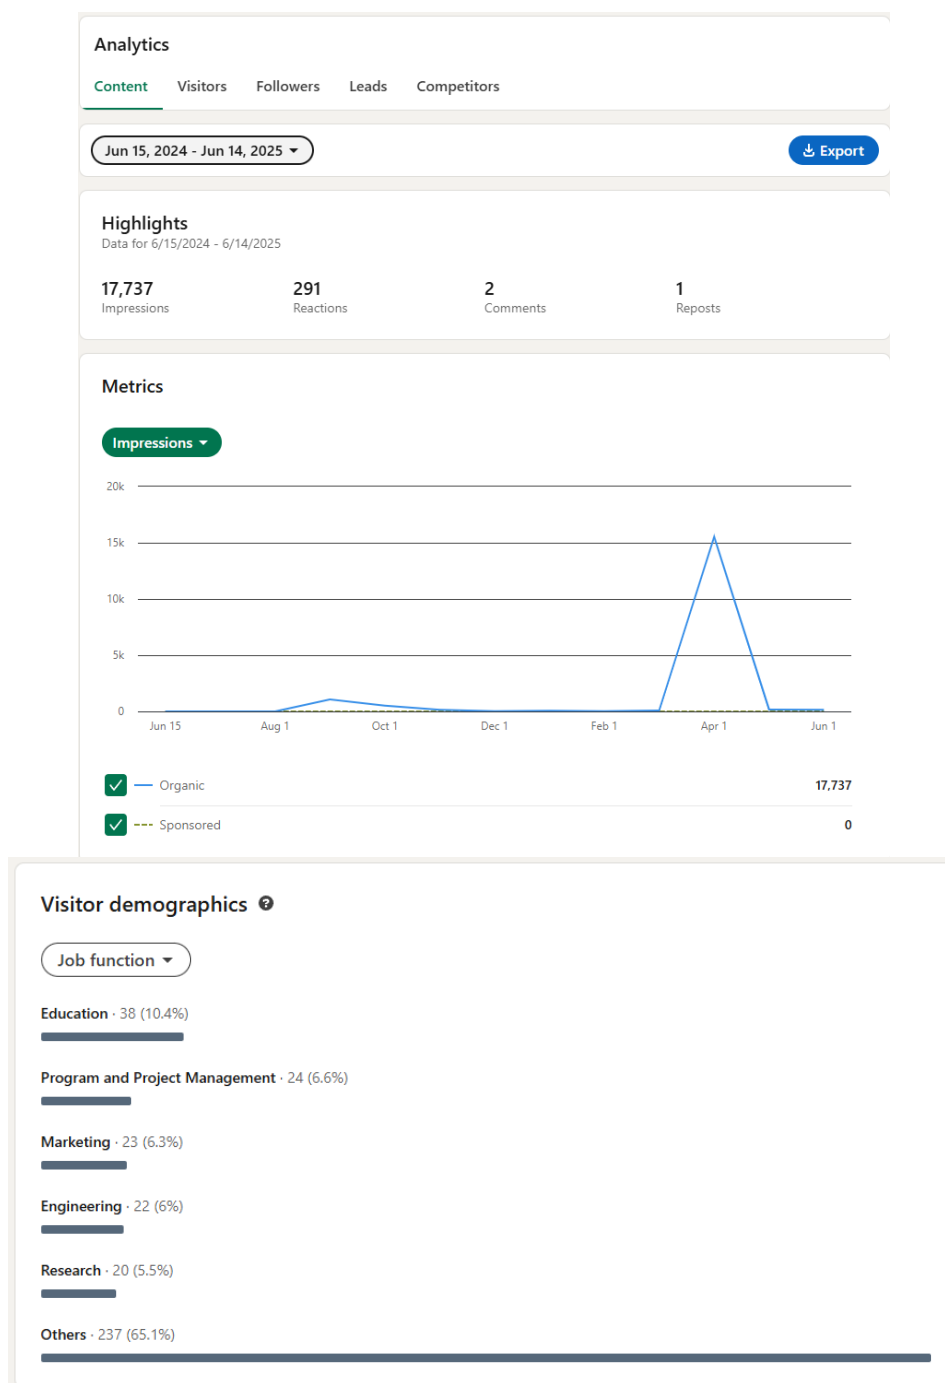 Analytics
Content Visitors Followers Leads Competitors
Jun 15, 2024 - Jun 14, 2025
Export
Highlights
Data for 6/15/2024 - 6/14/2025
17,737 291 2 1
Impressions Reactions Comments Reposts
Metrics
Impressions
20k
15k
10k
5k
0
Jun 15 Aug 1 Oct 1 Dec 1 Feb 1 Apr 1 Jun 1
Organic 17,737
Sponsored 0
Visitor demographics ?
Job function
Education · 38 (10.4%)
Program and Project Management · 24 (6.6%)
Marketing · 23 (6.3%)
Engineering · 22 (6%)
Research · 20 (5.5%)
Others · 237 (65.1%)